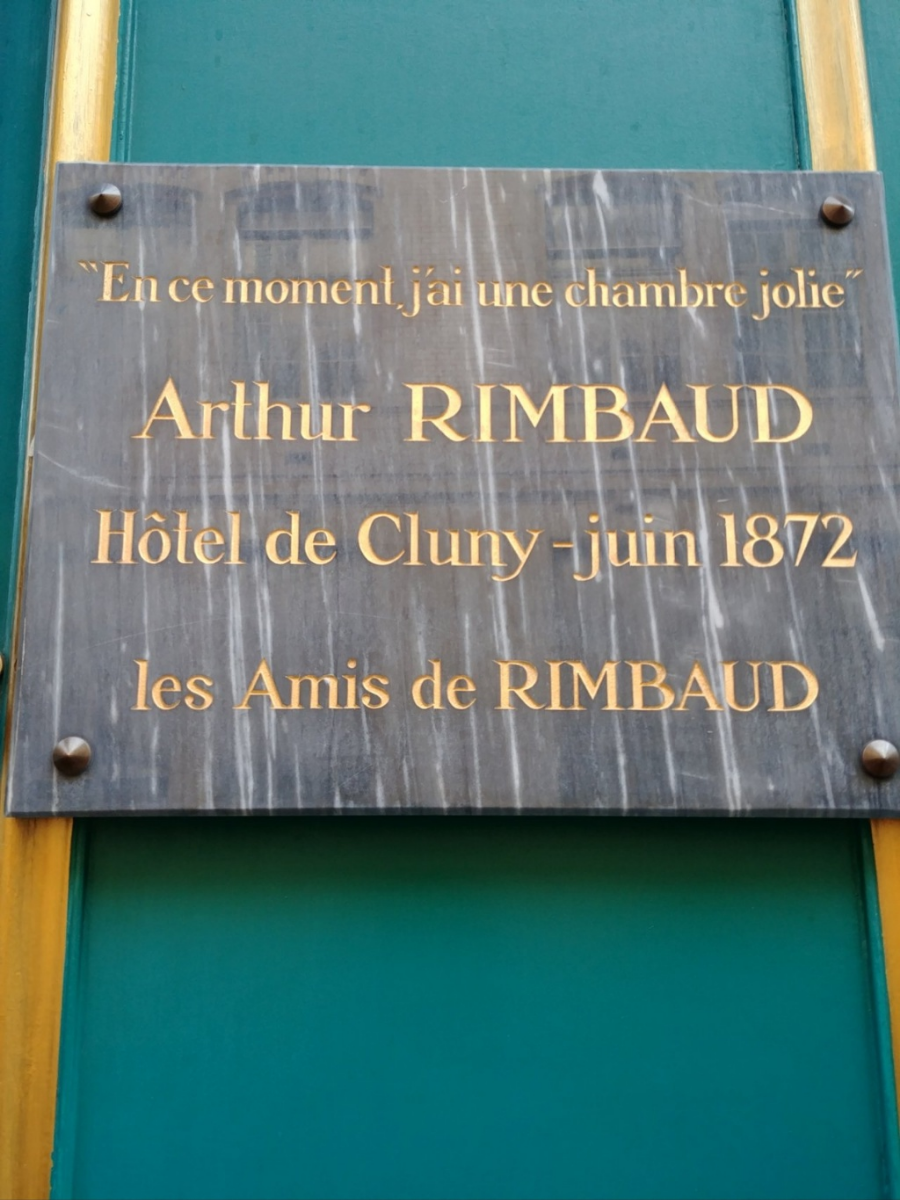 "En ce moment, j'ai une chambre jolie"
Arthur RIMBAUD
Hôtel de Cluny - juin 1872
les Amis de RIMBAUD